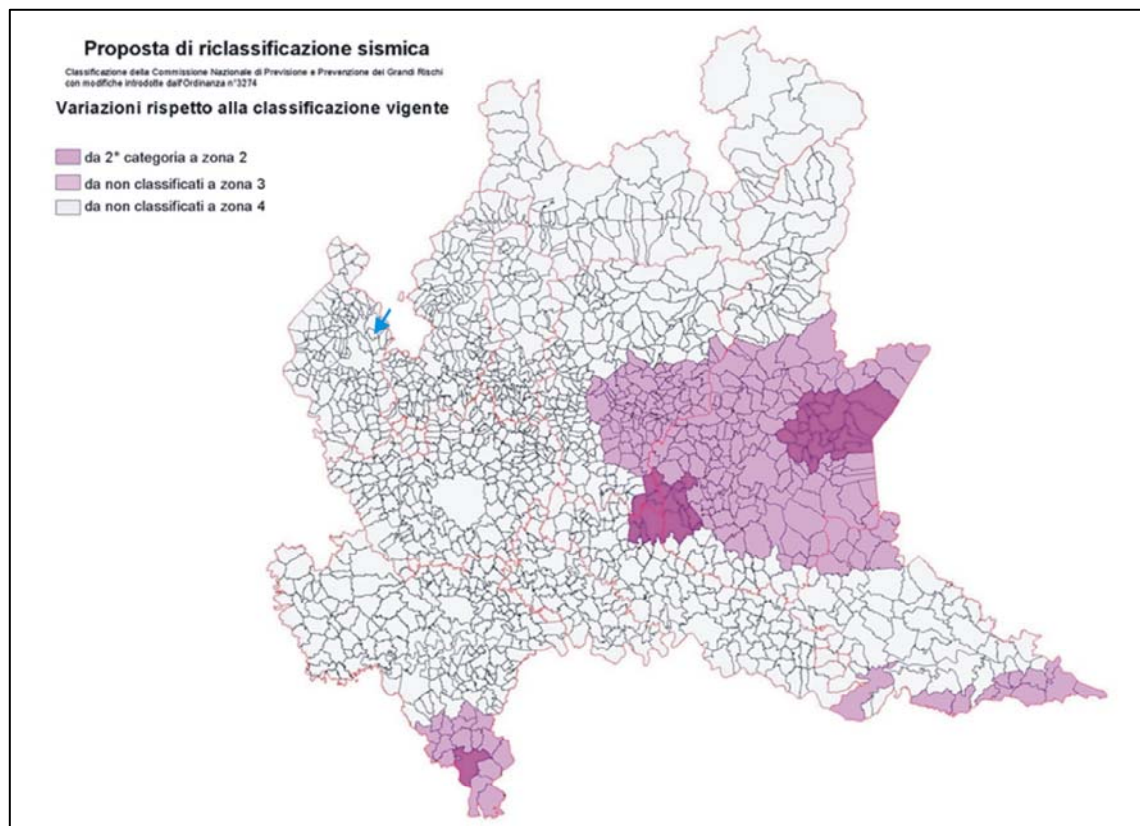 Proposta di riclassificazione sismica
Classificazione della Commissione Nazionale di Previsione e Prevenzione dei Grandi Rischi
con modifiche introdotte dall'Ordinanza n°3274
Variazioni rispetto alla classificazione vigente
da 2° categoria a zona 2
da non classificati a zona 3
da non classificati a zona 4